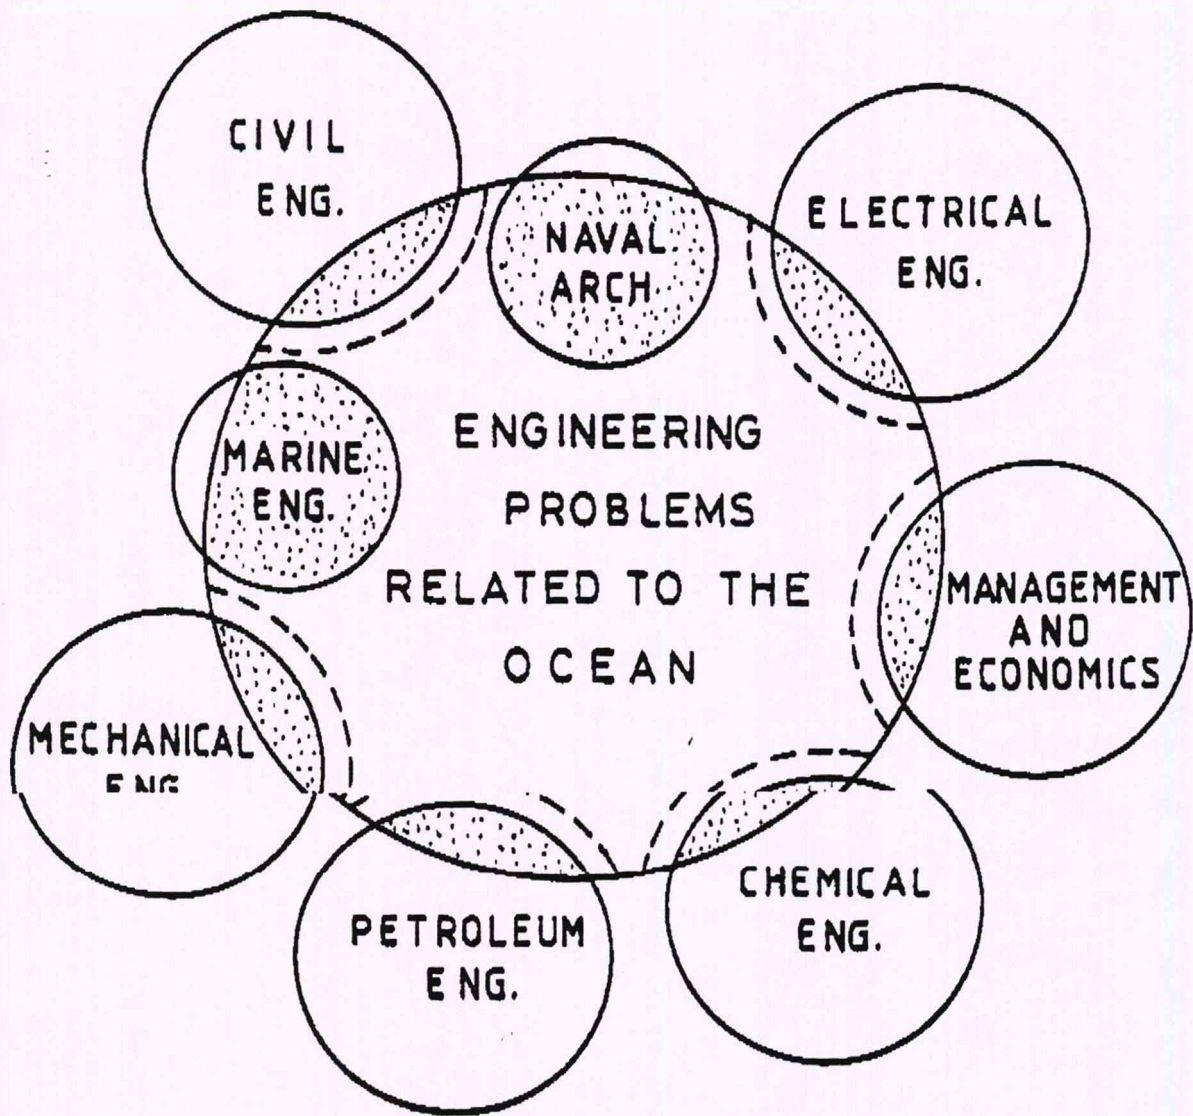 CIVIL
ENG.
NAVAL
ARCH.
ELECTRICAL
ENG.
MARINE
ENG.
ENGINEERING
PROBLEMS
RELATED TO THE
OCEAN
MANAGEMENT
AND
ECONOMICS
MECHANICAL
ENG
PETROLEUM
ENG.
CHEMICAL
ENG.